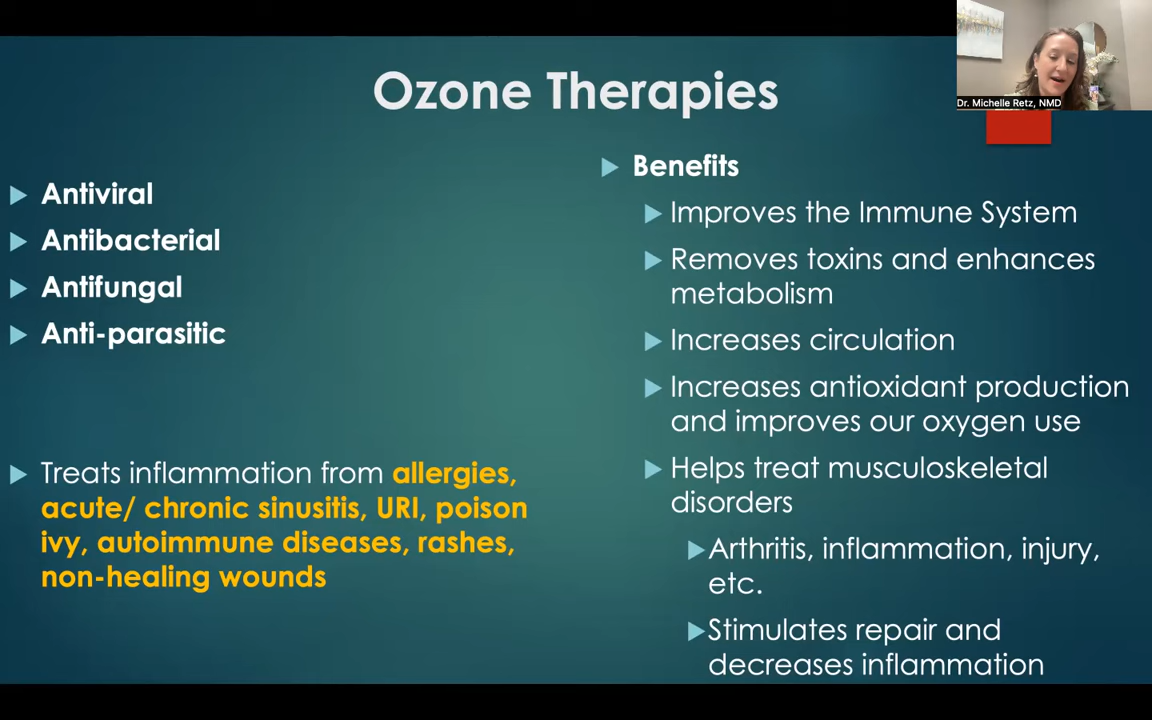 Ozone Therapies
Dr. Michelle Retz, NMD
Antiviral
Antibacterial
Antifungal
Anti-parasitic
Treats inflammation from allergies,
acute/ chronic sinusitis, URI, poison
ivy, autoimmune diseases, rashes,
non-healing wounds
Benefits
Improves the Immune System
Removes toxins and enhances
metabolism
Increases circulation
Increases antioxidant production
and improves our oxygen use
Helps treat musculoskeletal
disorders
Arthritis, inflammation, injury,
etc.
Stimulates repair and
decreases inflammation